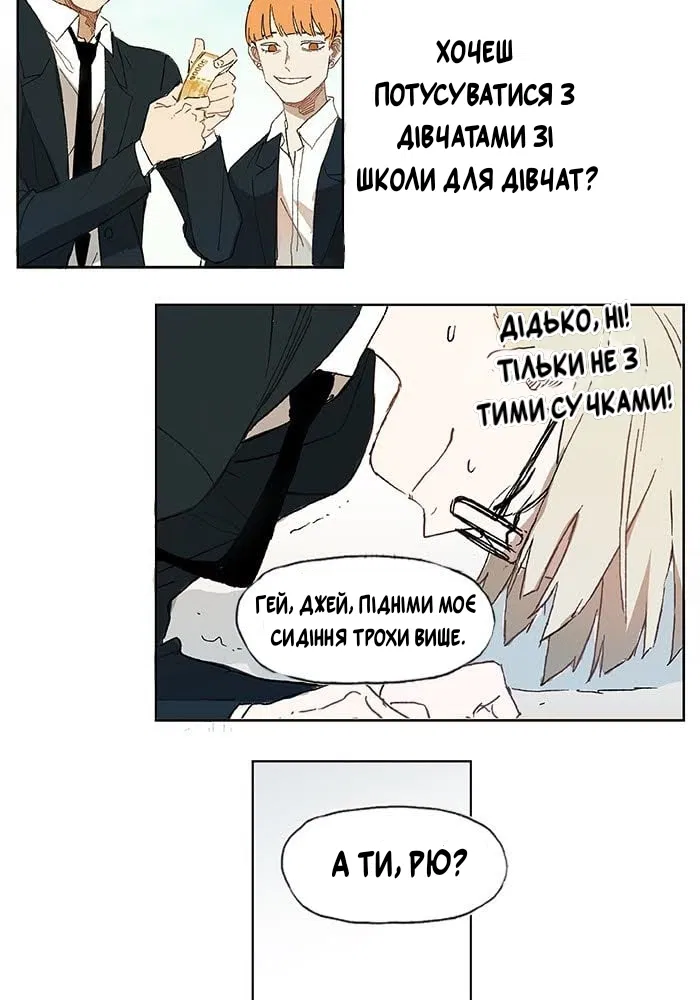 ХОЧЕШ
ПОТУСУВАТИСЯ З
ДІВЧАТАМИ ЗІ
ШКОЛИ ДЛЯ ДІВЧАТ?
ДІДЬКО, НІ!
ТІЛЬКИ НЕ З
ТИМИ СУЧКАМИ!
ГЕЙ, ДЖЕЙ, ПІДНІМИ МОЄ
СИДІННЯ ТРОХИ ВИЩЕ.
А ТИ, РЮ?